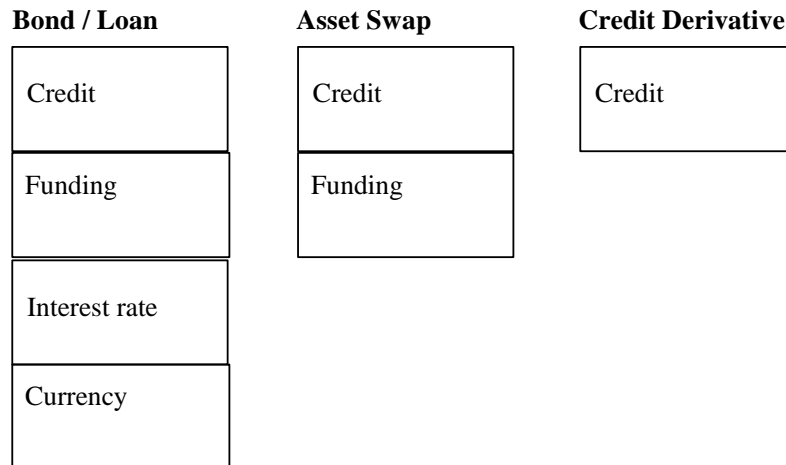 Bond / Loan
Asset Swap
Credit Derivative
Credit
Credit
Credit
Funding
Funding
Interest rate
Currency